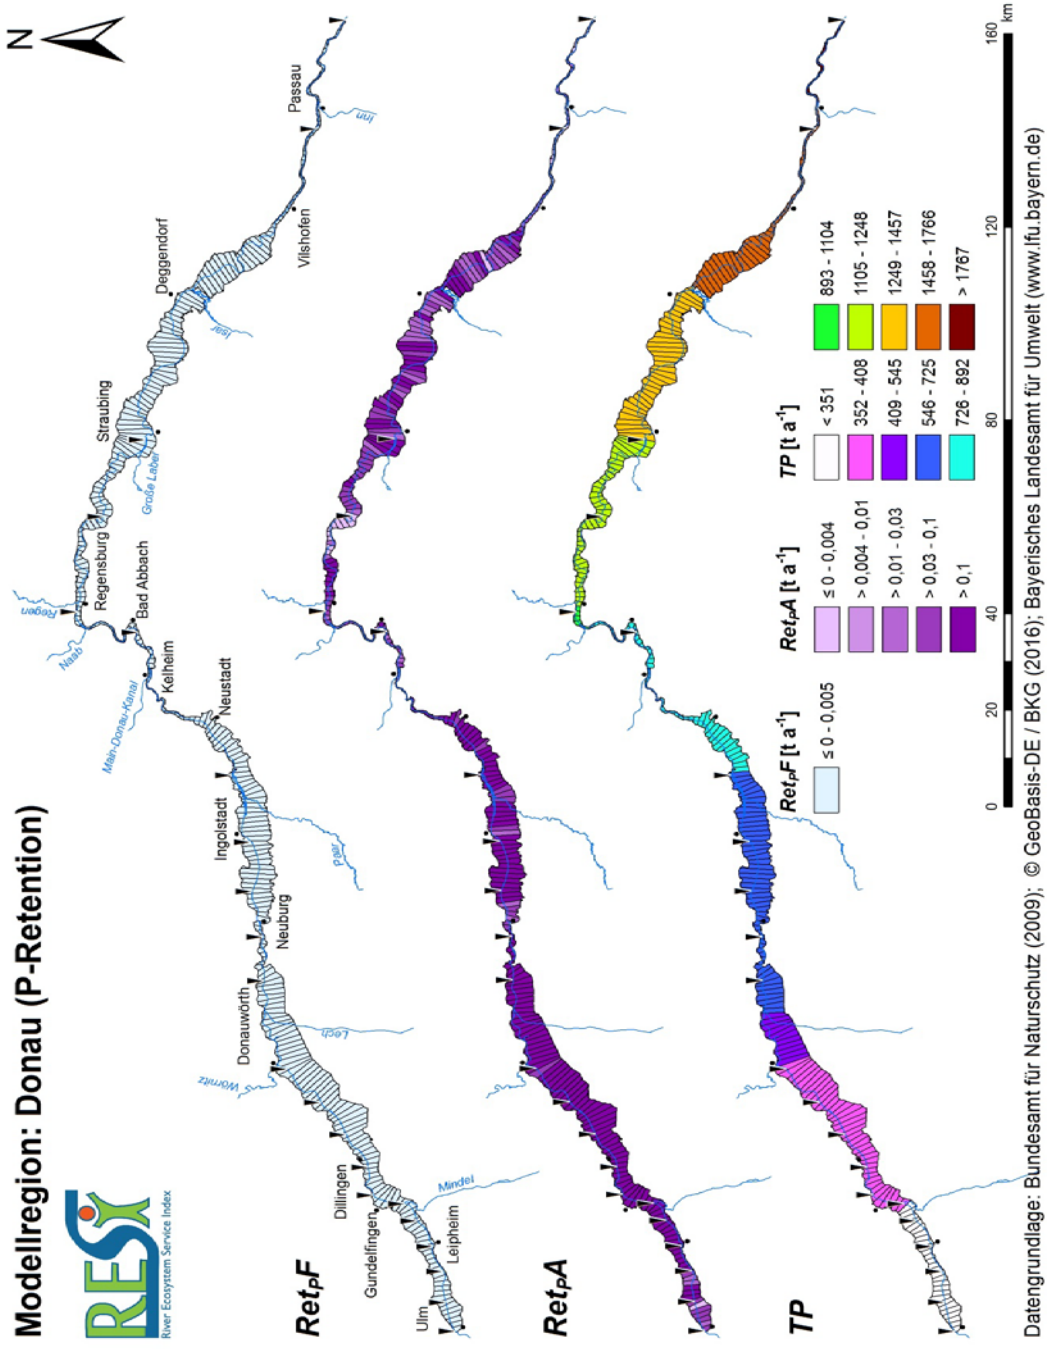 Modellregion: Donau (P-Retention)
N
RESI
River Ecosystem Service Index
RetPF
Ulm
Leipheim
Gundelfingen
Dillingen
Mindel
Wörnitz
Donauwörth
Lech
Neuburg
Ingolstadt
Paar
Neustadt
Main-Donau-Kanal
Kelheim
Naab
Bad Abbach
Regen
Regensburg
Große Laber
Straubing
Isar
Deggendorf
Vilshofen
Passau
Inn
RetPA
TP
RetPF [t a-1]
≤ 0 - 0,005
RetPA [t a-1]
≤ 0 - 0,004
> 0,004 - 0,01
> 0,01 - 0,03
> 0,03 - 0,1
> 0,1
TP [t a-1]
< 351
352 - 408
409 - 545
546 - 725
726 - 892
893 - 1104
1105 - 1248
1249 - 1457
1458 - 1766
> 1767
0 20 40 80 120 160
km
Datengrundlage: Bundesamt für Naturschutz (2009); © GeoBasis-DE / BKG (2016); Bayerisches Landesamt für Umwelt (www.lfu.bayern.de)